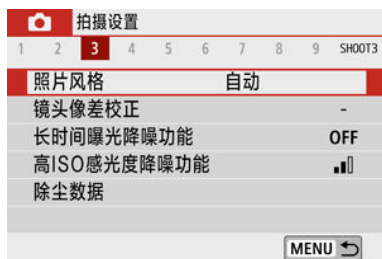 拍摄设置
1 2 3 4 5 6 7 8 9 SHOOT3
照片风格 自动
镜头像差校正 -
长时间曝光降噪功能 OFF
高ISO感光度降噪功能
除尘数据
MENU